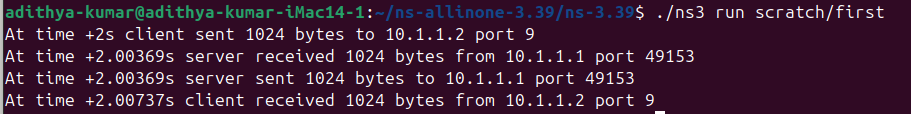 adithya-kumar@adithya-kumar-iMac14-1:~/ns-allinone-3.39/ns-3.39$ ./ns3 run scratch/first
At time +2s client sent 1024 bytes to 10.1.1.2 port 9
At time +2.00369s server received 1024 bytes from 10.1.1.1 port 49153
At time +2.00369s server sent 1024 bytes to 10.1.1.1 port 49153
At time +2.00737s client received 1024 bytes from 10.1.1.2 port 9